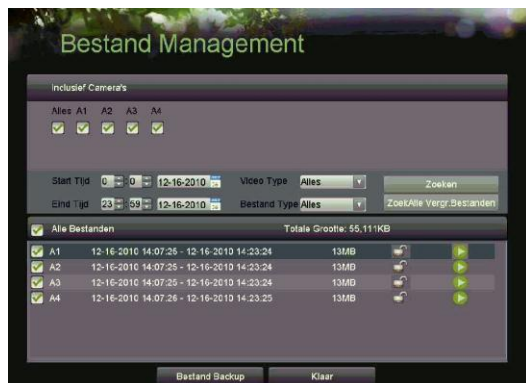 Bestand Management
Inclusief Camera's
Alles A1 A2 A3 A4
Start Tijd 0 : 0 12-16-2010 Video Type Alles Zoeken
Eind Tijd 23 : 59 12-16-2010 Bestand Type Alles ZoekAlle Vergr.Bestanden
Alle Bestanden Totale Grootte: 55,111KB
A1 12-16-2010 14:07:25 - 12-16-2010 14:23:24 13MB
A2 12-16-2010 14:07:25 - 12-16-2010 14:23:24 13MB
A3 12-16-2010 14:07:25 - 12-16-2010 14:23:24 13MB
A4 12-16-2010 14:07:26 - 12-16-2010 14:23:25 13MB
Bestand Backup Klaar